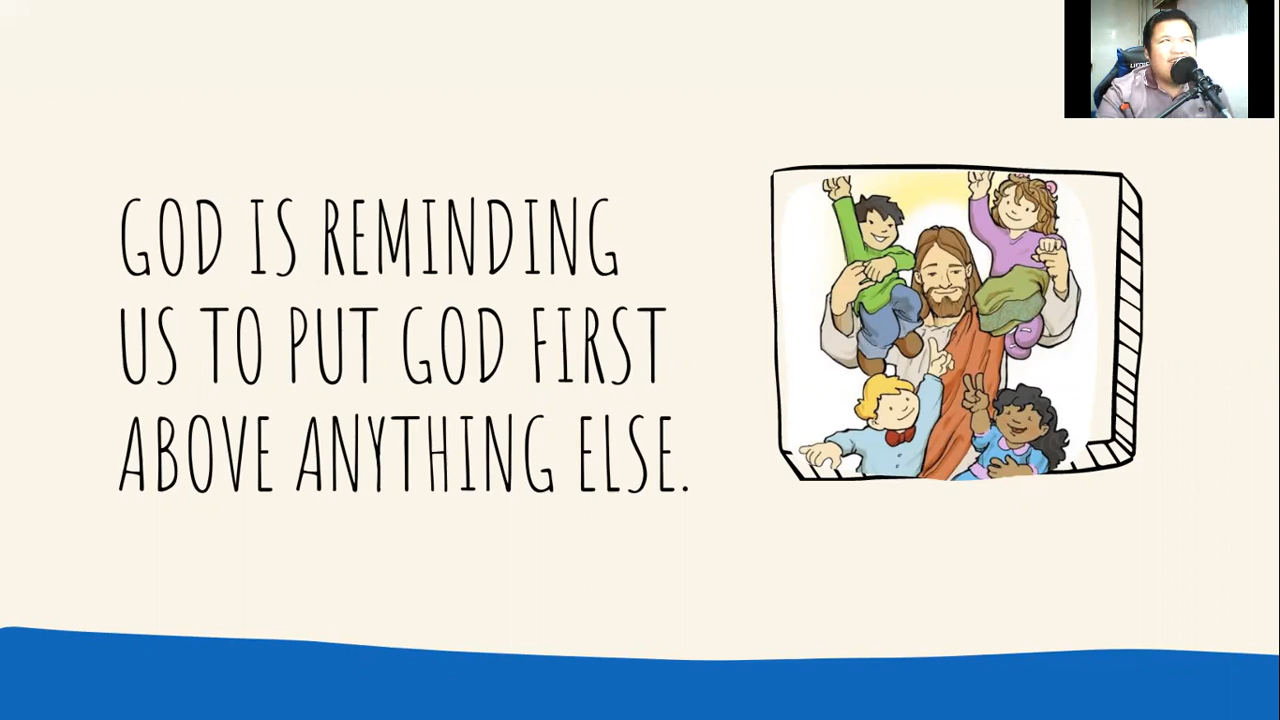 GOD IS REMINDING
US TO PUT GOD FIRST
ABOVE ANYTHING ELSE.